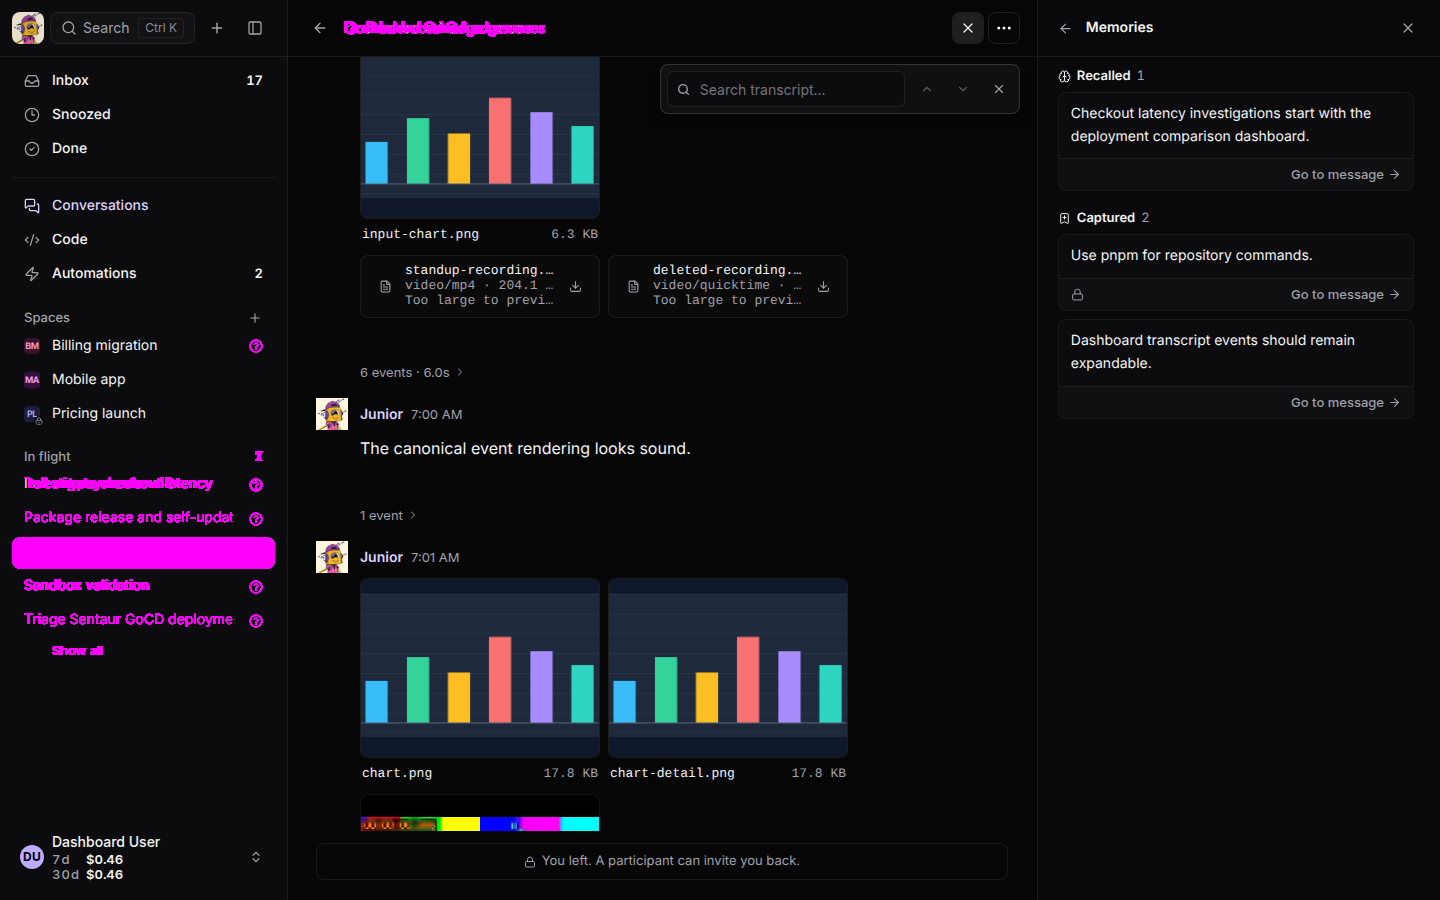 Search Ctrl K
Inbox 17
Snoozed
Done
Conversations
Code
Automations 2
Spaces
BM Billing migration
MA Mobile app
PL Pricing launch
In flight
Package release and self-updat
Sandbox validation
Triage Sentaur GoCD deployme
Show all
DU Dashboard User
7d $0.46
30d $0.46
Search transcript...
input-chart.png 6.3 KB
standup-recording.…
video/mp4 · 204.1 …
Too large to previ…
deleted-recording.…
video/quicktime · …
Too large to previ…
6 events · 6.0s
Junior 7:00 AM
The canonical event rendering looks sound.
1 event
Junior 7:01 AM
chart.png 17.8 KB
chart-detail.png 17.8 KB
You left. A participant can invite you back.
Memories
Recalled 1
Checkout latency investigations start with the
deployment comparison dashboard.
Go to message
Captured 2
Use pnpm for repository commands.
Go to message
Dashboard transcript events should remain
expandable.
Go to message